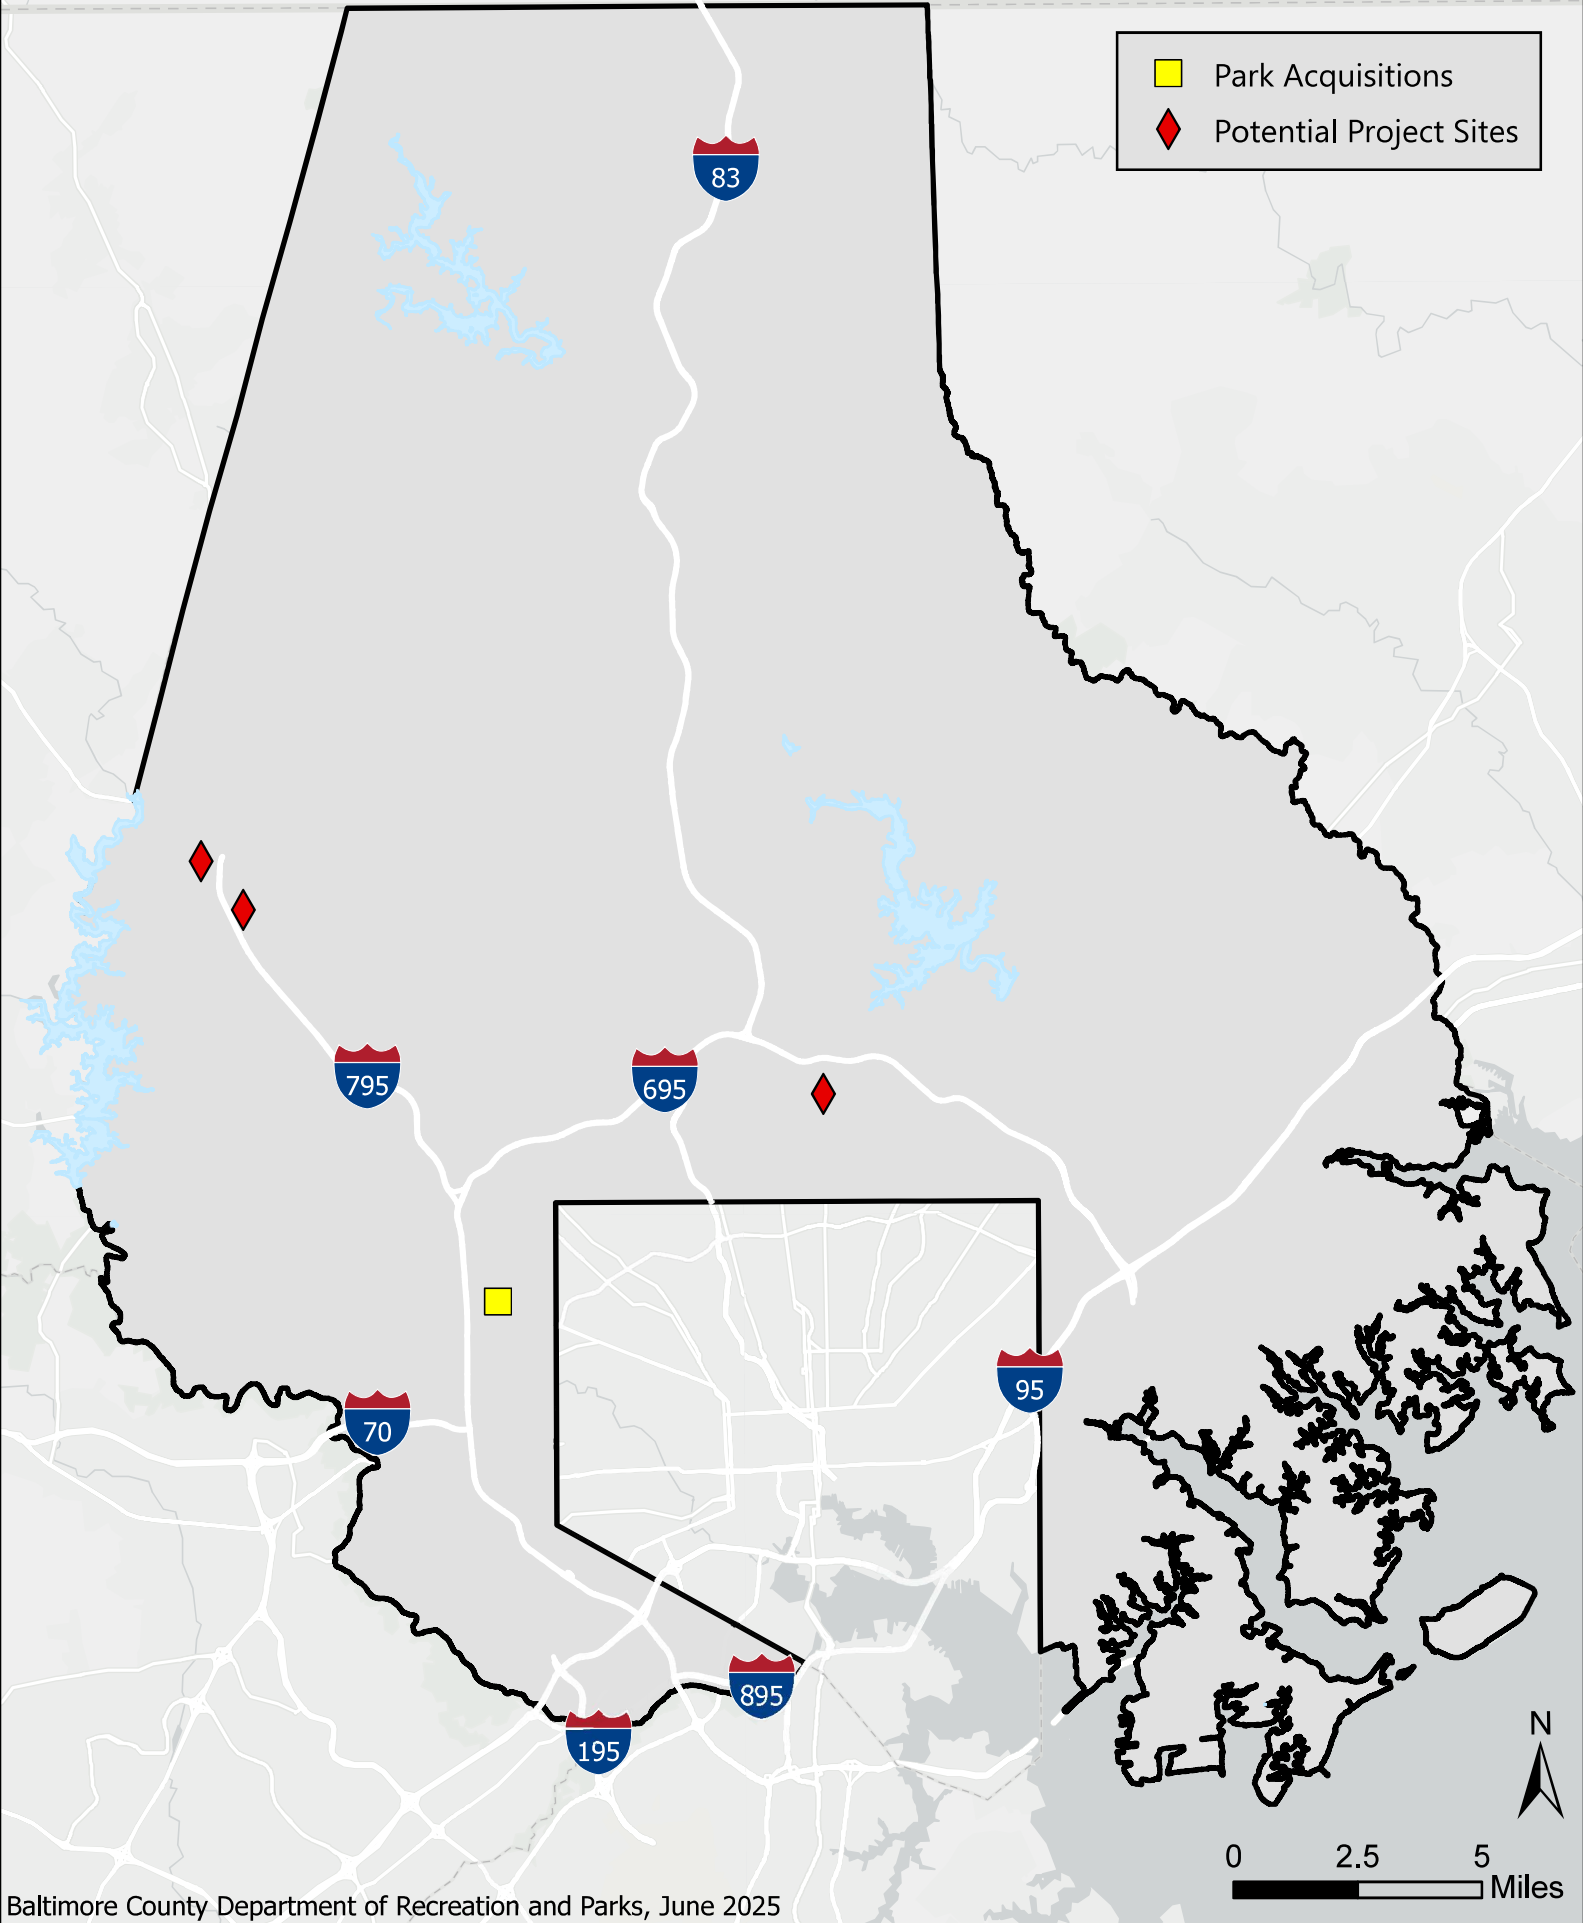 Park Acquisitions
Potential Project Sites
83
795
695
95
70
895
195
N
0 2.5 5
Miles
Baltimore County Department of Recreation and Parks, June 2025